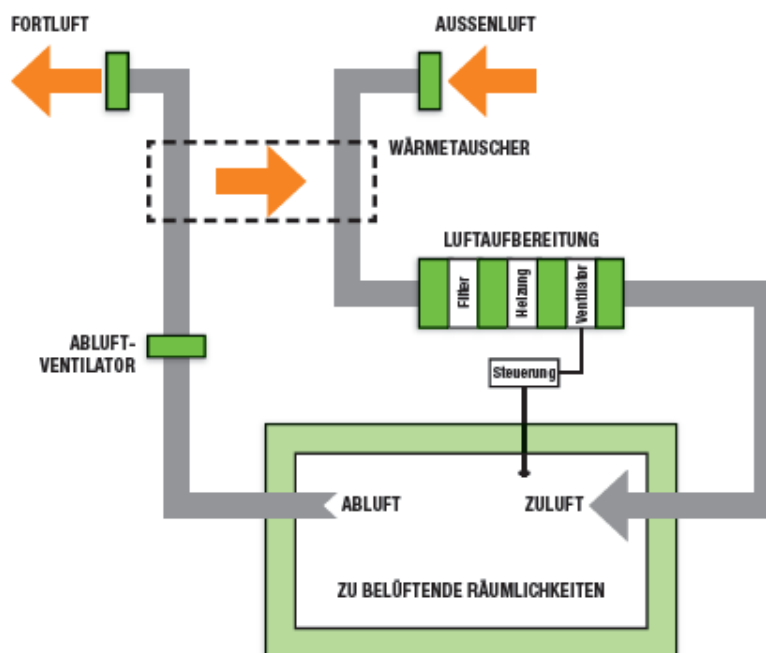 FORTLUFT
AUSSENLUFT
WÄRMETAUSCHER
LUFTAUFBEREITUNG
Filter
Heizung
Ventilator
ABLUFT-
VENTILATOR
Steuerung
ABLUFT
ZULUFT
ZU BELÜFTENDE RÄUMLICHKEITEN